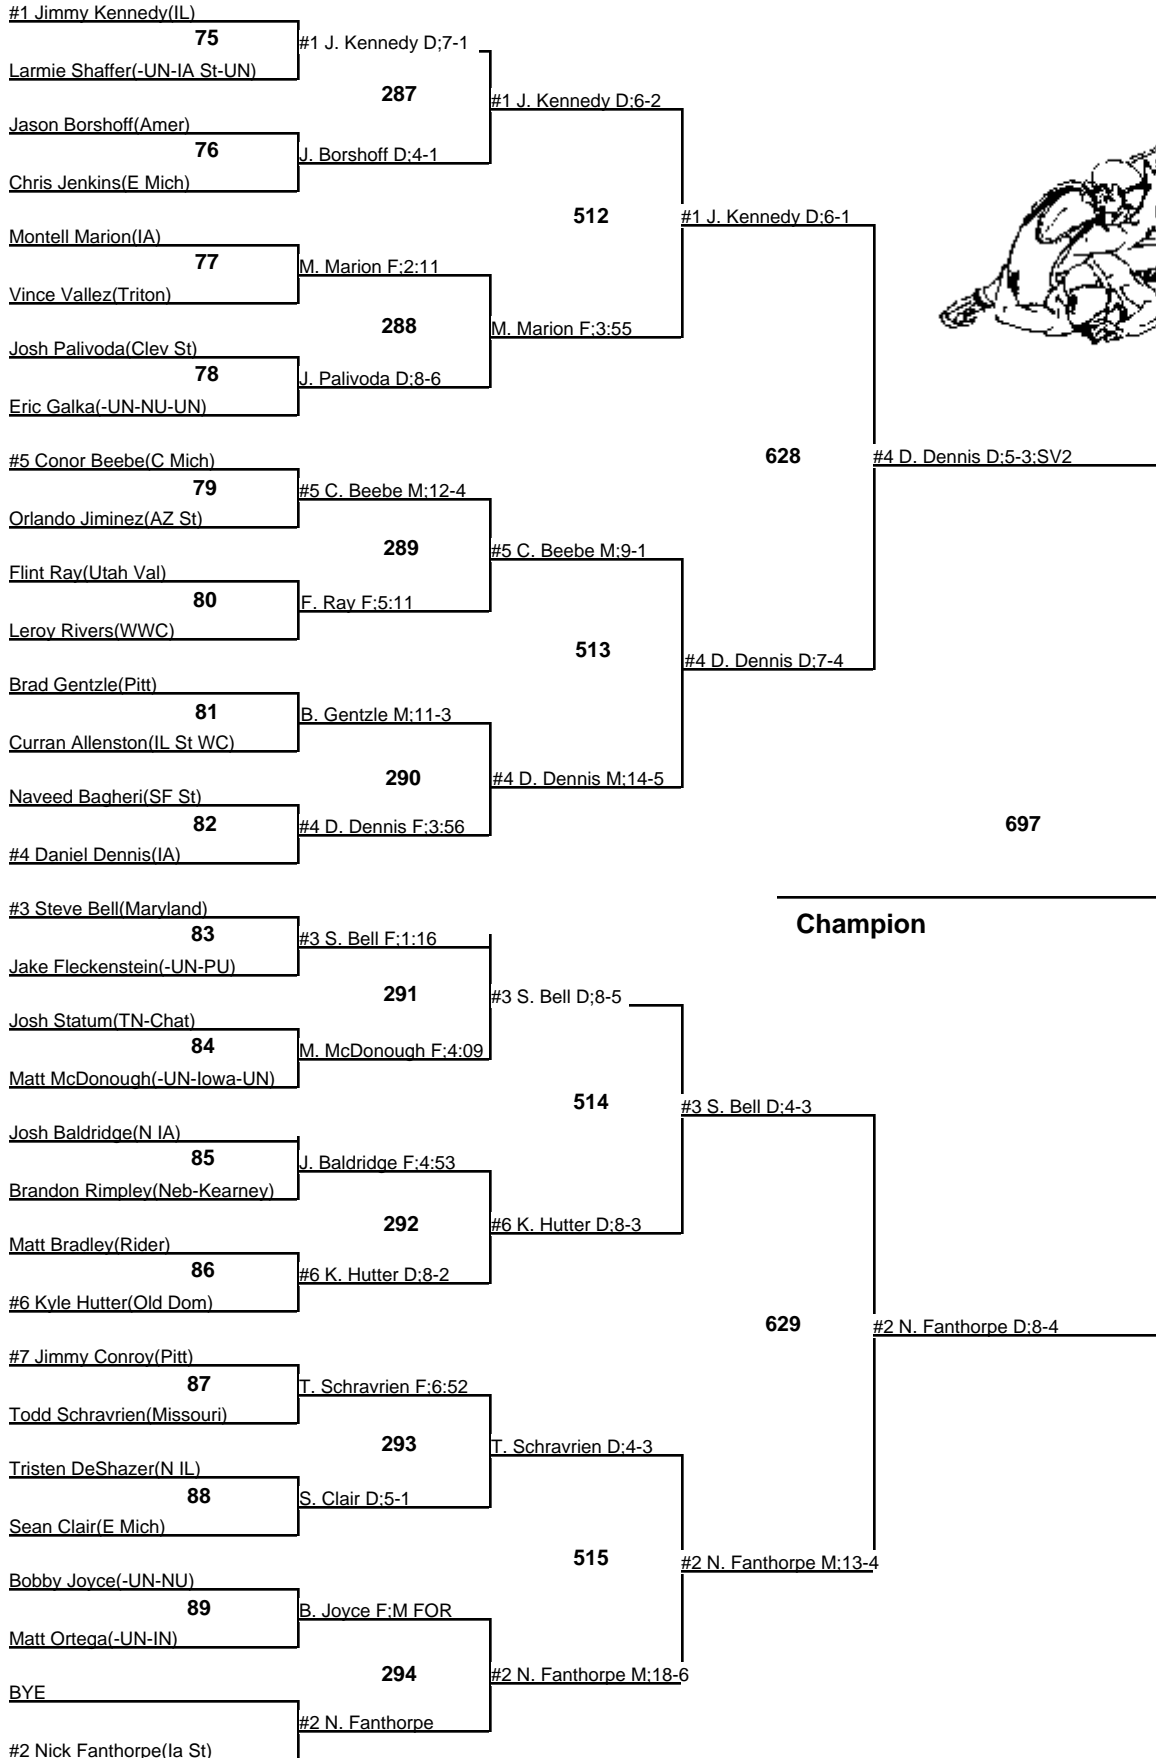 #1 Jimmy Kennedy(IL)
75
#1 J. Kennedy D;7-1
Larmie Shaffer(-UN-IA St-UN)
287
#1 J. Kennedy D;6-2
Jason Borshoff(Amer)
76
J. Borshoff D;4-1
Chris Jenkins(E Mich)
512
#1 J. Kennedy D;6-1
Montell Marion(IA)
77
M. Marion F;2:11
Vince Vallez(Triton)
288
M. Marion F;3:55
Josh Palivoda(Clev St)
78
J. Palivoda D;8-6
Eric Galka(-UN-NU-UN)
628
#4 D. Dennis D;5-3;SV2
#5 Conor Beebe(C Mich)
79
#5 C. Beebe M;12-4
Orlando Jiminez(AZ St)
289
#5 C. Beebe M;9-1
Flint Ray(Utah Val)
80
F. Ray F;5:11
Leroy Rivers(WWC)
513
#4 D. Dennis D;7-4
Brad Gentzle(Pitt)
81
B. Gentzle M;11-3
Curran Allenston(IL St WC)
290
#4 D. Dennis M;14-5
Naveed Bagheri(SF St)
82
#4 D. Dennis F;3:56
#4 Daniel Dennis(IA)
697
Champion
#3 Steve Bell(Maryland)
83
#3 S. Bell F;1:16
Jake Fleckenstein(-UN-PU)
291
#3 S. Bell D;8-5
Josh Statum(TN-Chat)
84
M. McDonough F;4:09
Matt McDonough(-UN-Iowa-UN)
514
#3 S. Bell D;4-3
Josh Baldridge(N IA)
85
J. Baldridge F;4:53
Brandon Rimpley(Neb-Kearney)
292
#6 K. Hutter D;8-3
Matt Bradley(Rider)
86
#6 K. Hutter D;8-2
#6 Kyle Hutter(Old Dom)
629
#2 N. Fanthorpe D;8-4
#7 Jimmy Conroy(Pitt)
87
T. Schravrien F;6:52
Todd Schravrien(Missouri)
293
T. Schravrien D;4-3
Tristen DeShazer(N IL)
88
S. Clair D;5-1
Sean Clair(E Mich)
515
#2 N. Fanthorpe M;13-4
Bobby Joyce(-UN-NU)
89
B. Joyce F;M FOR
Matt Ortega(-UN-IN)
294
#2 N. Fanthorpe M;18-6
BYE
#2 N. Fanthorpe
#2 Nick Fanthorpe(Ia St)